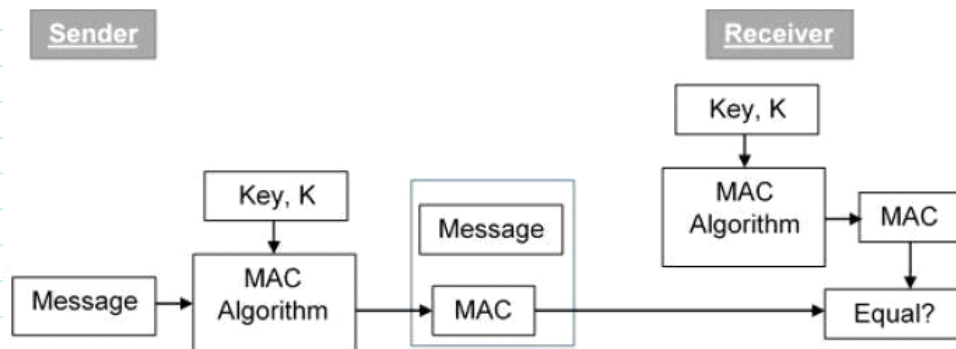 Sender
Receiver
Key, K
MAC
Algorithm
MAC
Key, K
Message
Message
MAC
Algorithm
MAC
Equal?